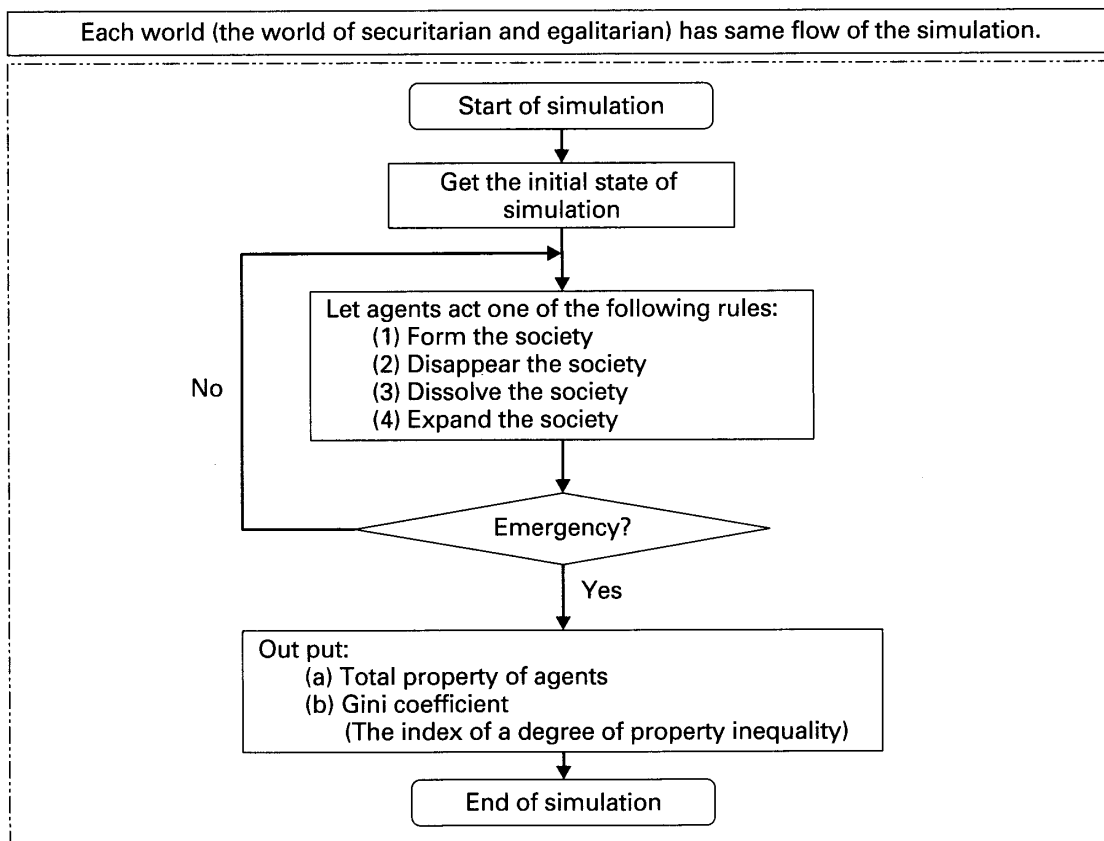 Each world (the world of securitarian and egalitarian) has same flow of the simulation.
Start of simulation
Get the initial state of
simulation
Let agents act one of the following rules:
(1) Form the society
(2) Disappear the society
(3) Dissolve the society
(4) Expand the society
No
Emergency?
Yes
Out put:
(a) Total property of agents
(b) Gini coefficient
(The index of a degree of property inequality)
End of simulation